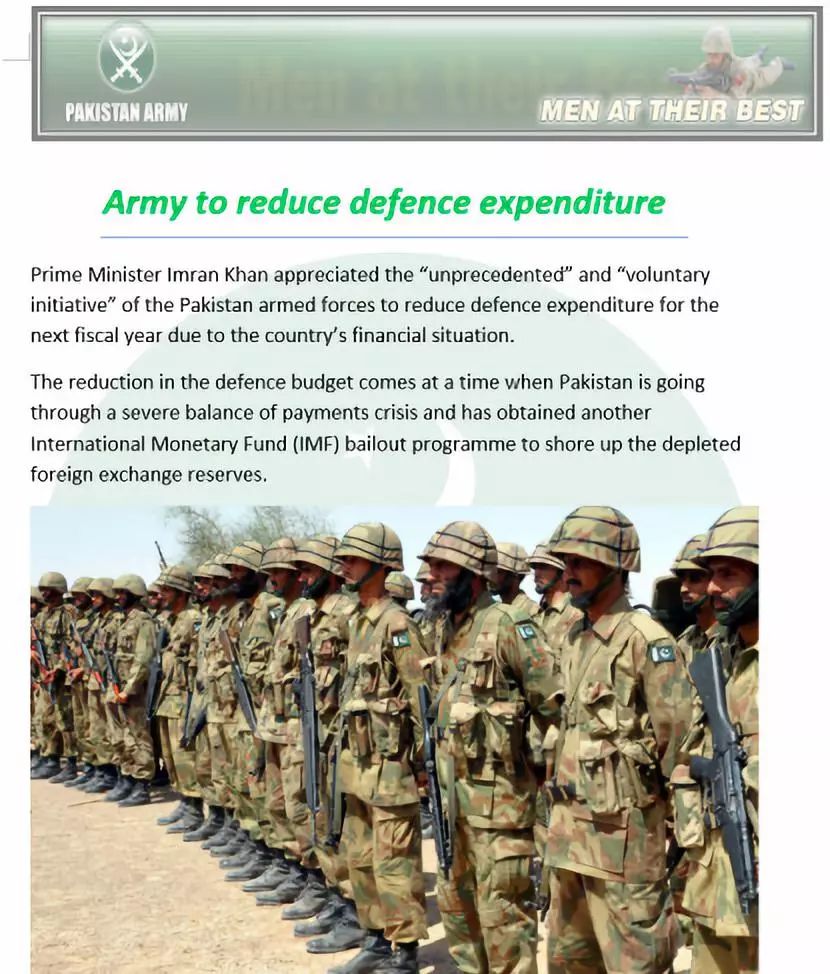 PAKISTAN ARMY
MEN AT THEIR BEST
Army to reduce defence expenditure
Prime Minister Imran Khan appreciated the “unprecedented” and “voluntary
initiative” of the Pakistan armed forces to reduce defence expenditure for the
next fiscal year due to the country’s financial situation.
The reduction in the defence budget comes at a time when Pakistan is going
through a severe balance of payments crisis and has obtained another
International Monetary Fund (IMF) bailout programme to shore up the depleted
foreign exchange reserves.